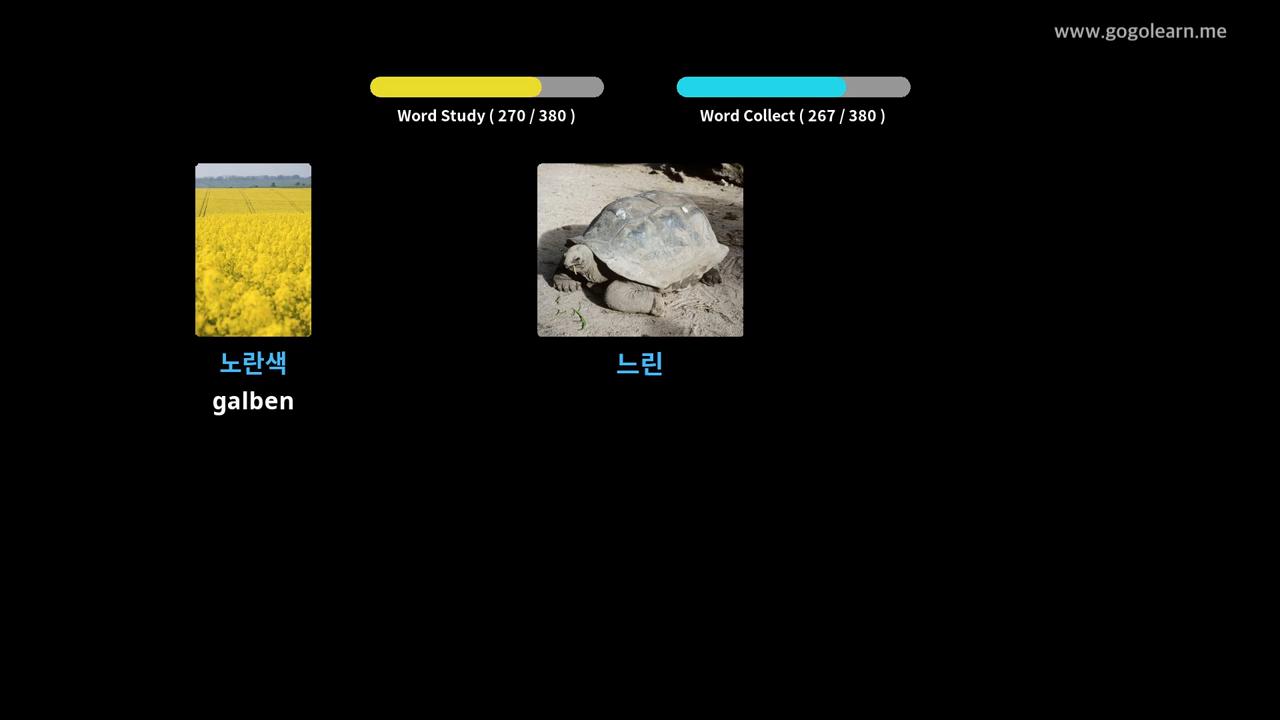 www.gogolearn.me
Word Study ( 270 / 380 )
Word Collect ( 267 / 380 )
노란색
galben
느린